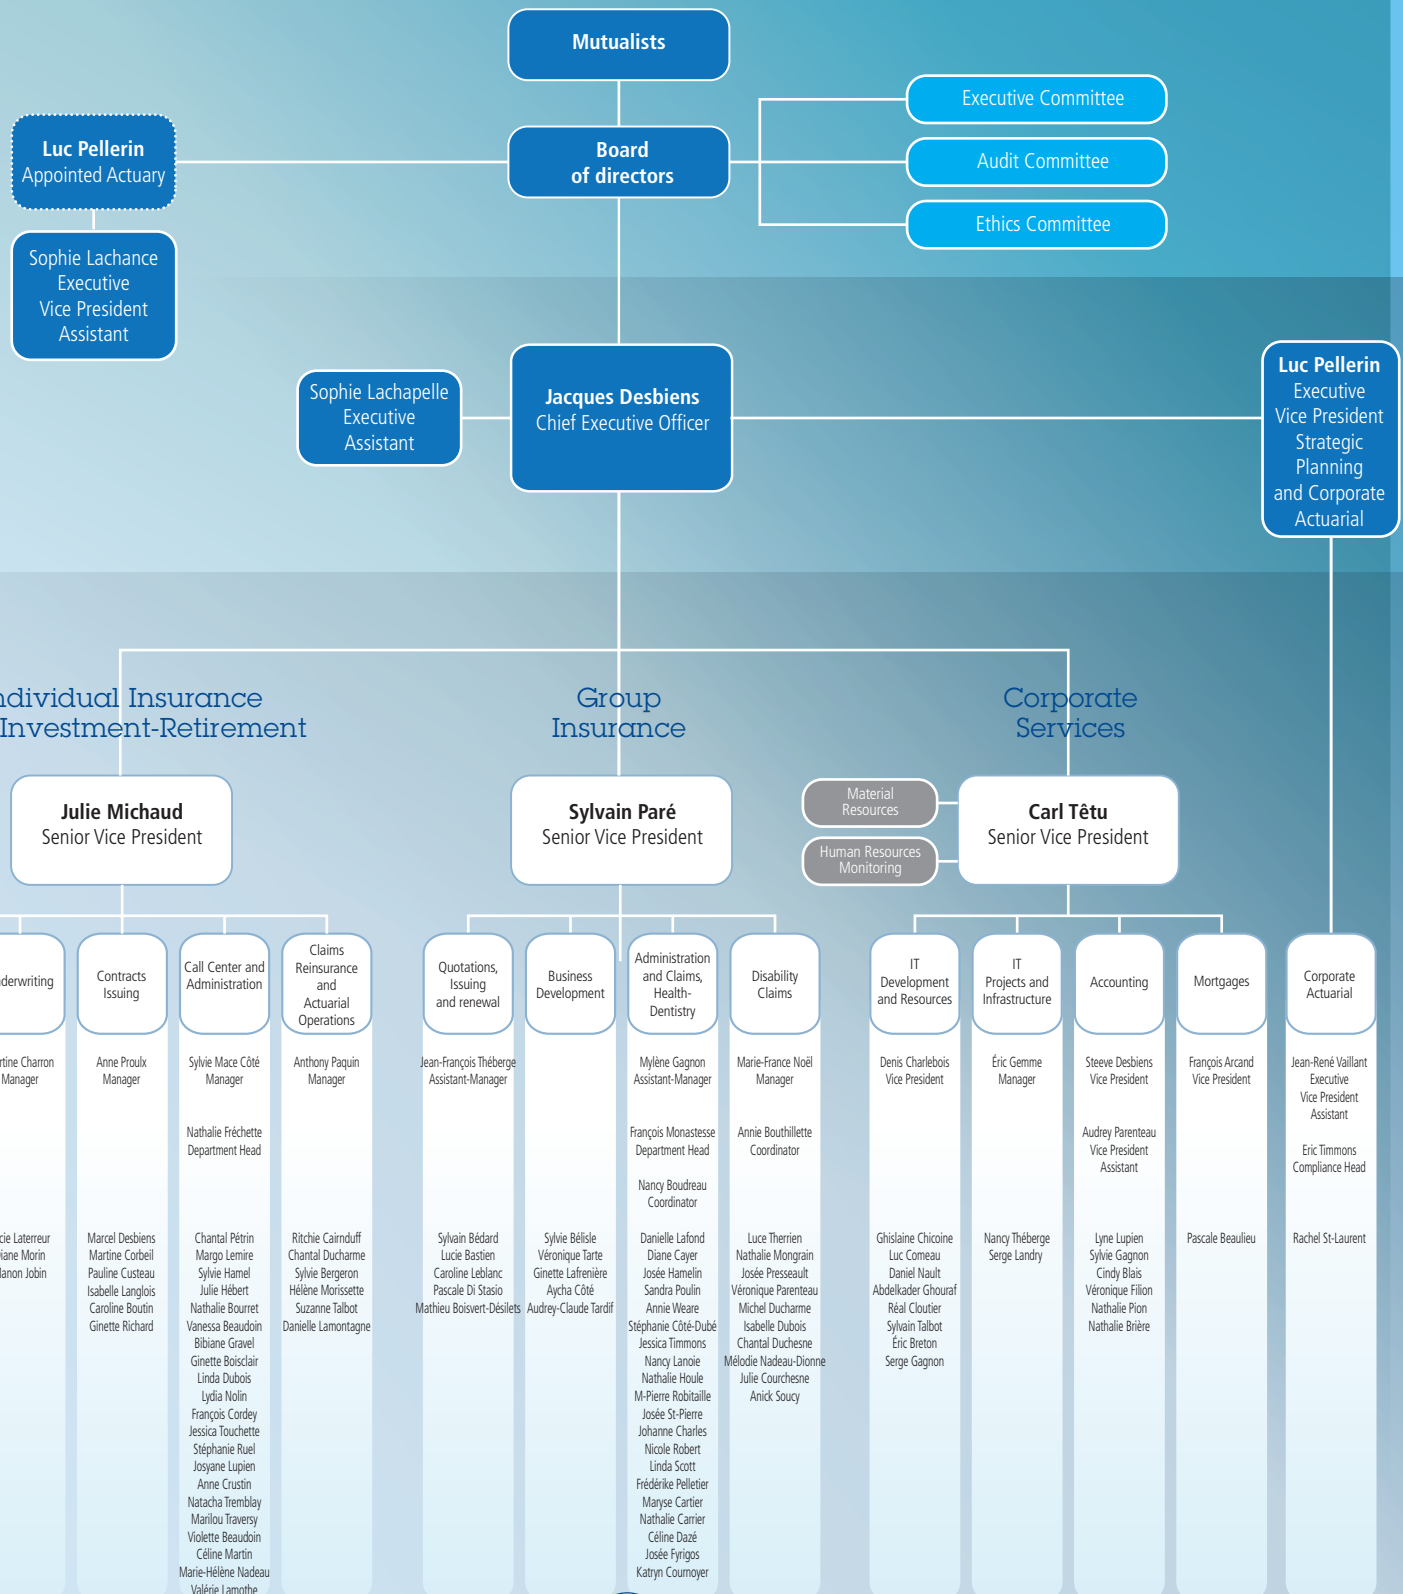 Mutualists
Executive Committee
Luc Pellerin
Appointed Actuary
Board
of directors
Audit Committee
Ethics Committee
Sophie Lachance
Executive
Vice President
Assistant
Sophie Lachapelle
Executive
Assistant
Jacques Desbiens
Chief Executive Officer
Luc Pellerin
Executive
Vice President
Strategic
Planning
and Corporate
Actuarial
ndividual Insurance
Investment-Retirement
Group
Insurance
Corporate
Services
Julie Michaud
Senior Vice President
Sylvain Paré
Senior Vice President
Material
Resources
Human Resources
Monitoring
Carl Têtu
Senior Vice President
derwriting
rtine Charron
Manager
cie Laterreur
iane Morin
anon Jobin
Contracts
Issuing
Anne Proulx
Manager
Marcel Desbiens
Martine Corbeil
Pauline Custeau
Isabelle Langlois
Caroline Boutin
Ginette Richard
Call Center and
Administration
Sylvie Mace Côté
Manager
Nathalie Fréchette
Department Head
Chantal Pétrin
Margo Lemire
Sylvie Hamel
Julie Hébert
Nathalie Bourret
Vanessa Beaudoin
Bibiane Gravel
Ginette Boisclair
Linda Dubois
Lydia Nolin
François Cordey
Jessica Touchette
Stéphanie Ruel
Josyane Lupien
Anne Crustin
Natacha Tremblay
Marilou Traversy
Violette Beaudoin
Céline Martin
Marie-Hélène Nadeau
Valérie Lamothe
Claims
Reinsurance
and
Actuarial
Operations
Anthony Paquin
Manager
Ritchie Cairnduff
Chantal Ducharme
Sylvie Bergeron
Hélène Morissette
Suzanne Talbot
Danielle Lamontagne
Quotations,
Issuing
and renewal
Jean-François Théberge
Assistant-Manager
Sylvain Bédard
Lucie Bastien
Caroline Leblanc
Pascale Di Stasio
Mathieu Boisvert-Désilets
Business
Development
Sylvie Bélisle
Véronique Tarte
Ginette Lafrenière
Aycha Côté
Audrey-Claude Tardif
Administration
and Claims,
Health-
Dentistry
Mylène Gagnon
Assistant-Manager
François Monastesse
Department Head
Nancy Boudreau
Coordinator
Danielle Lafond
Diane Cayer
Josée Hamelin
Sandra Poulin
Annie Weare
Stéphanie Côté-Dubé
Jessica Timmons
Nancy Lanoie
Nathalie Houle
M-Pierre Robitaille
Josée St-Pierre
Johanne Charles
Nicole Robert
Linda Scott
Frédérike Pelletier
Maryse Cartier
Nathalie Carrier
Céline Dazé
Josée Fyrigos
Katryn Cournoyer
Disability
Claims
Marie-France Noël
Manager
Annie Bouthillette
Coordinator
Luce Therrien
Nathalie Mongrain
Josée Presseault
Véronique Parenteau
Michel Ducharme
Isabelle Dubois
Chantal Duchesne
Mélodie Nadeau-Dionne
Julie Courchesne
Anick Soucy
IT
Development
and Resources
Denis Charlebois
Vice President
Ghislaine Chicoine
Luc Comeau
Daniel Nault
Abdelkader Ghouraf
Réal Cloutier
Sylvain Talbot
Éric Breton
Serge Gagnon
IT
Projects and
Infrastructure
Éric Gemme
Manager
Nancy Théberge
Serge Landry
Accounting
Steeve Desbiens
Vice President
Audrey Parenteau
Vice President
Assistant
Lyne Lupien
Sylvie Gagnon
Cindy Blais
Véronique Filion
Nathalie Pion
Nathalie Brière
Mortgages
François Arcand
Vice President
Pascale Beaulieu
Corporate
Actuarial
Jean-René Vaillant
Executive
Vice President
Assistant
Eric Timmons
Compliance Head
Rachel St-Laurent